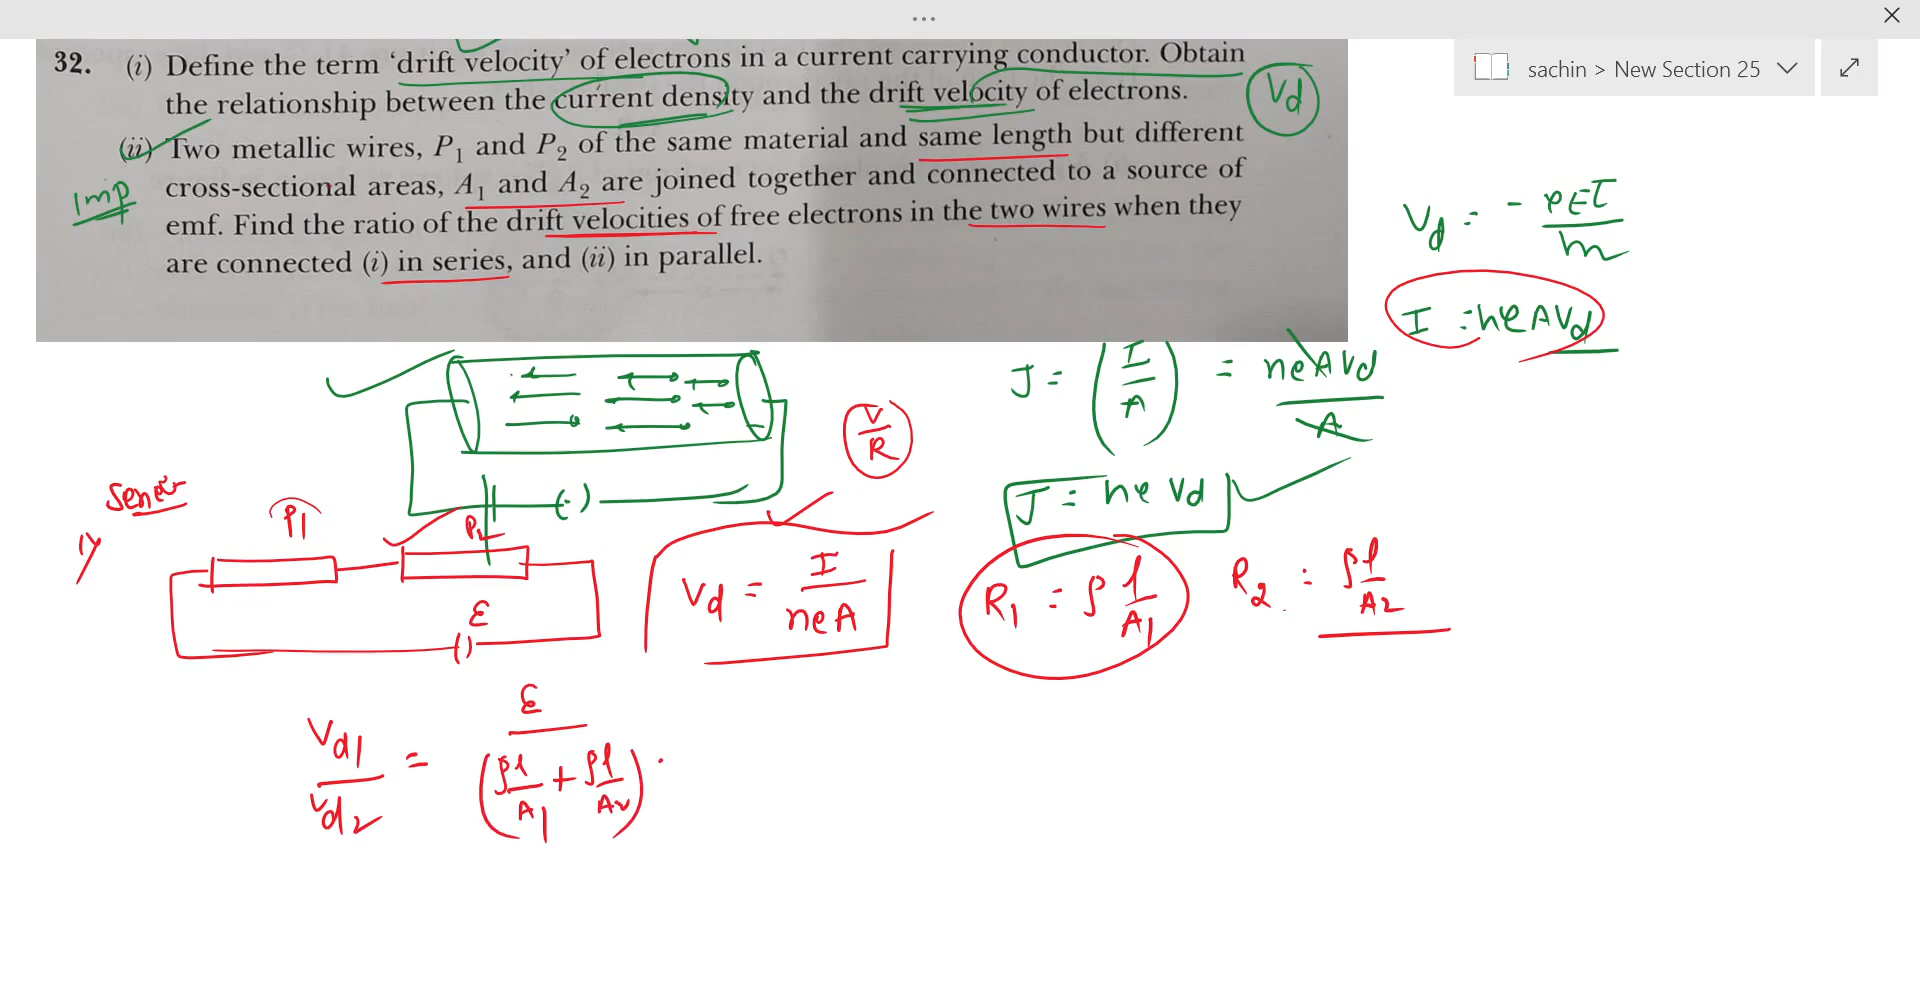 sachin > New Section 25
32. (i) Define the term ‘drift velocity’ of electrons in a current carrying conductor. Obtain
the relationship between the current density and the drift velocity of electrons.
Vd
(ii) Two metallic wires, P₁ and P₂ of the same material and same length but different
cross-sectional areas, A₁ and A₂ are joined together and connected to a source of
emf. Find the ratio of the drift velocities of free electrons in the two wires when they
are connected (i) in series, and (ii) in parallel.
Imp
Vd = - eEτ / m
I = neAVd
J = (I / A) = neAVd / A
J = neVd
V / R
1)
P1
ε
Vd = I / neA
R₁ = ρ l / A₁
R₂ = ρl / A2
Vd1 / Vd2 = ε / (ρl / A1 + ρl / A2) .